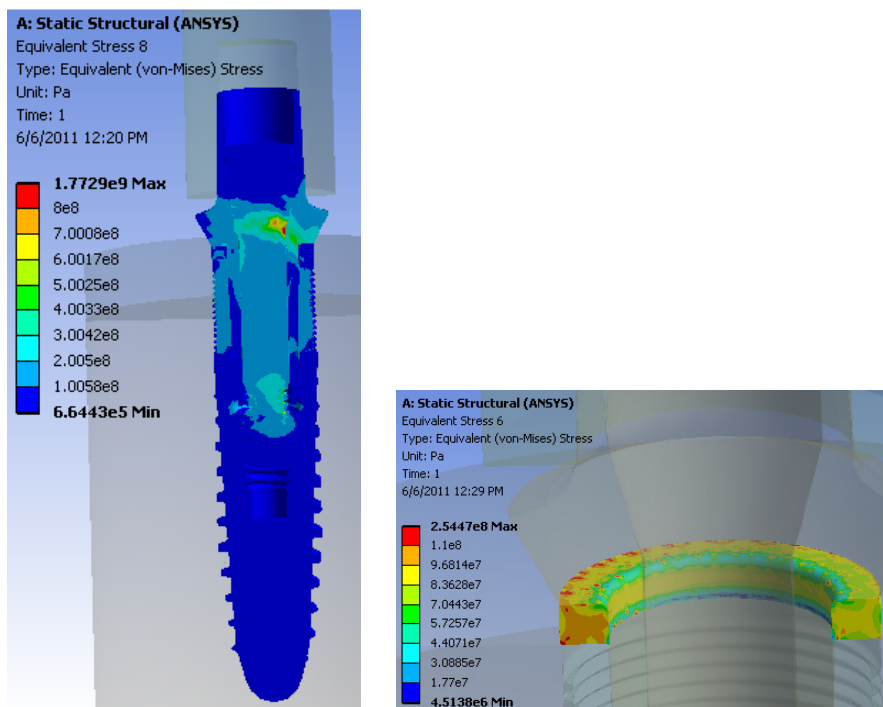 A: Static Structural (ANSYS)
Equivalent Stress 8
Type: Equivalent (von-Mises) Stress
Unit: Pa
Time: 1
6/6/2011 12:20 PM
1.7729e9 Max
8e8
7.0008e8
6.0017e8
5.0025e8
4.0033e8
3.0042e8
2.005e8
1.0058e8
6.6443e5 Min
A: Static Structural (ANSYS)
Equivalent Stress 6
Type: Equivalent (von-Mises) Stress
Unit: Pa
Time: 1
6/6/2011 12:29 PM
2.5447e8 Max
1.1e8
9.6814e7
8.3628e7
7.0443e7
5.7257e7
4.4071e7
3.0885e7
1.77e7
4.5138e6 Min